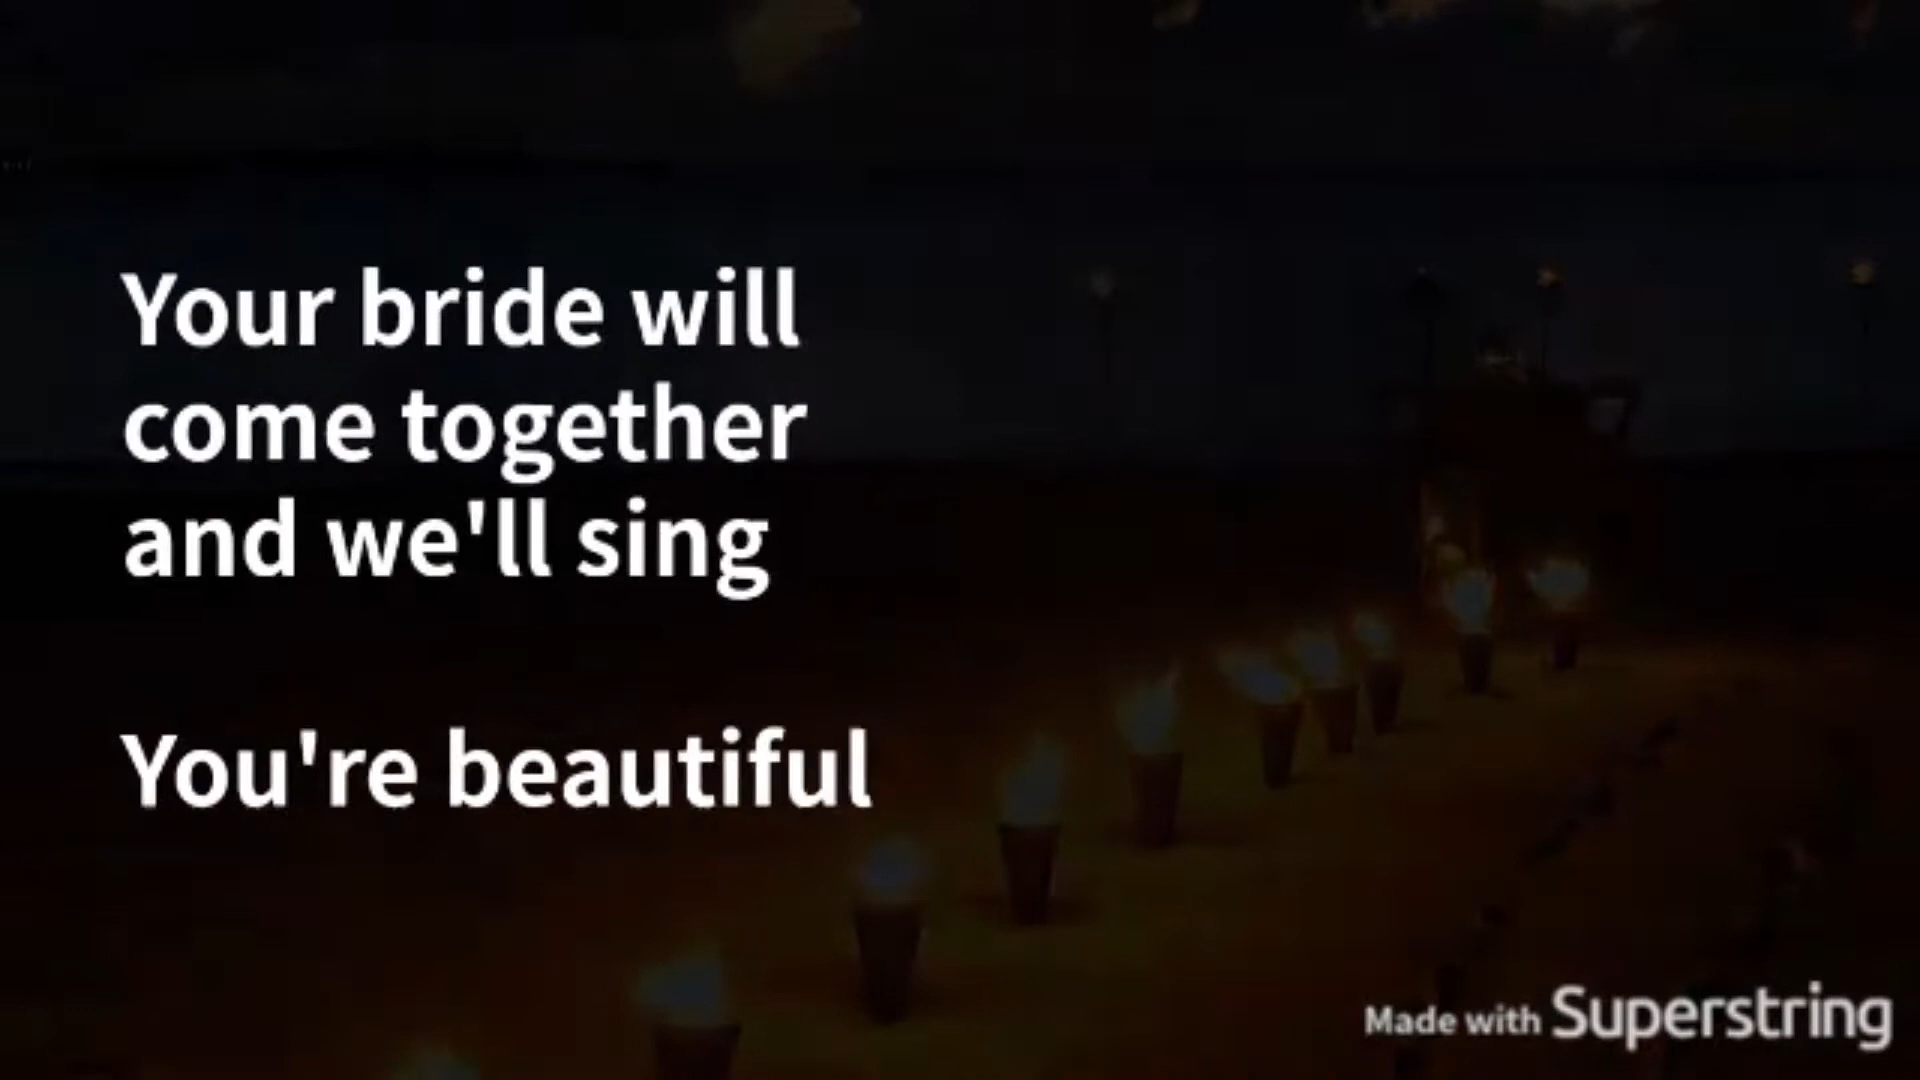 Your bride will
come together
and we'll sing
You're beautiful
Made with Superstring